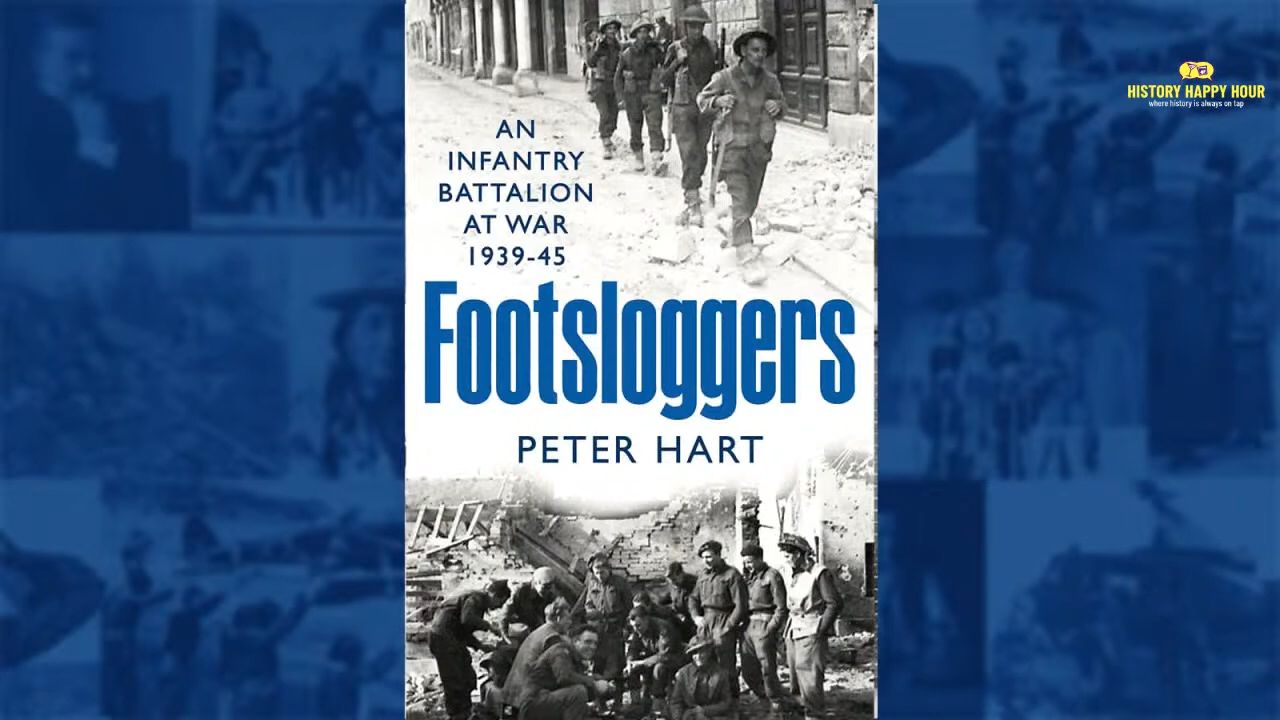 AN
INFANTRY
BATTALION
AT WAR
1939-45
Footsloggers
PETER HART
HISTORY HAPPY HOUR
where history is always on tap